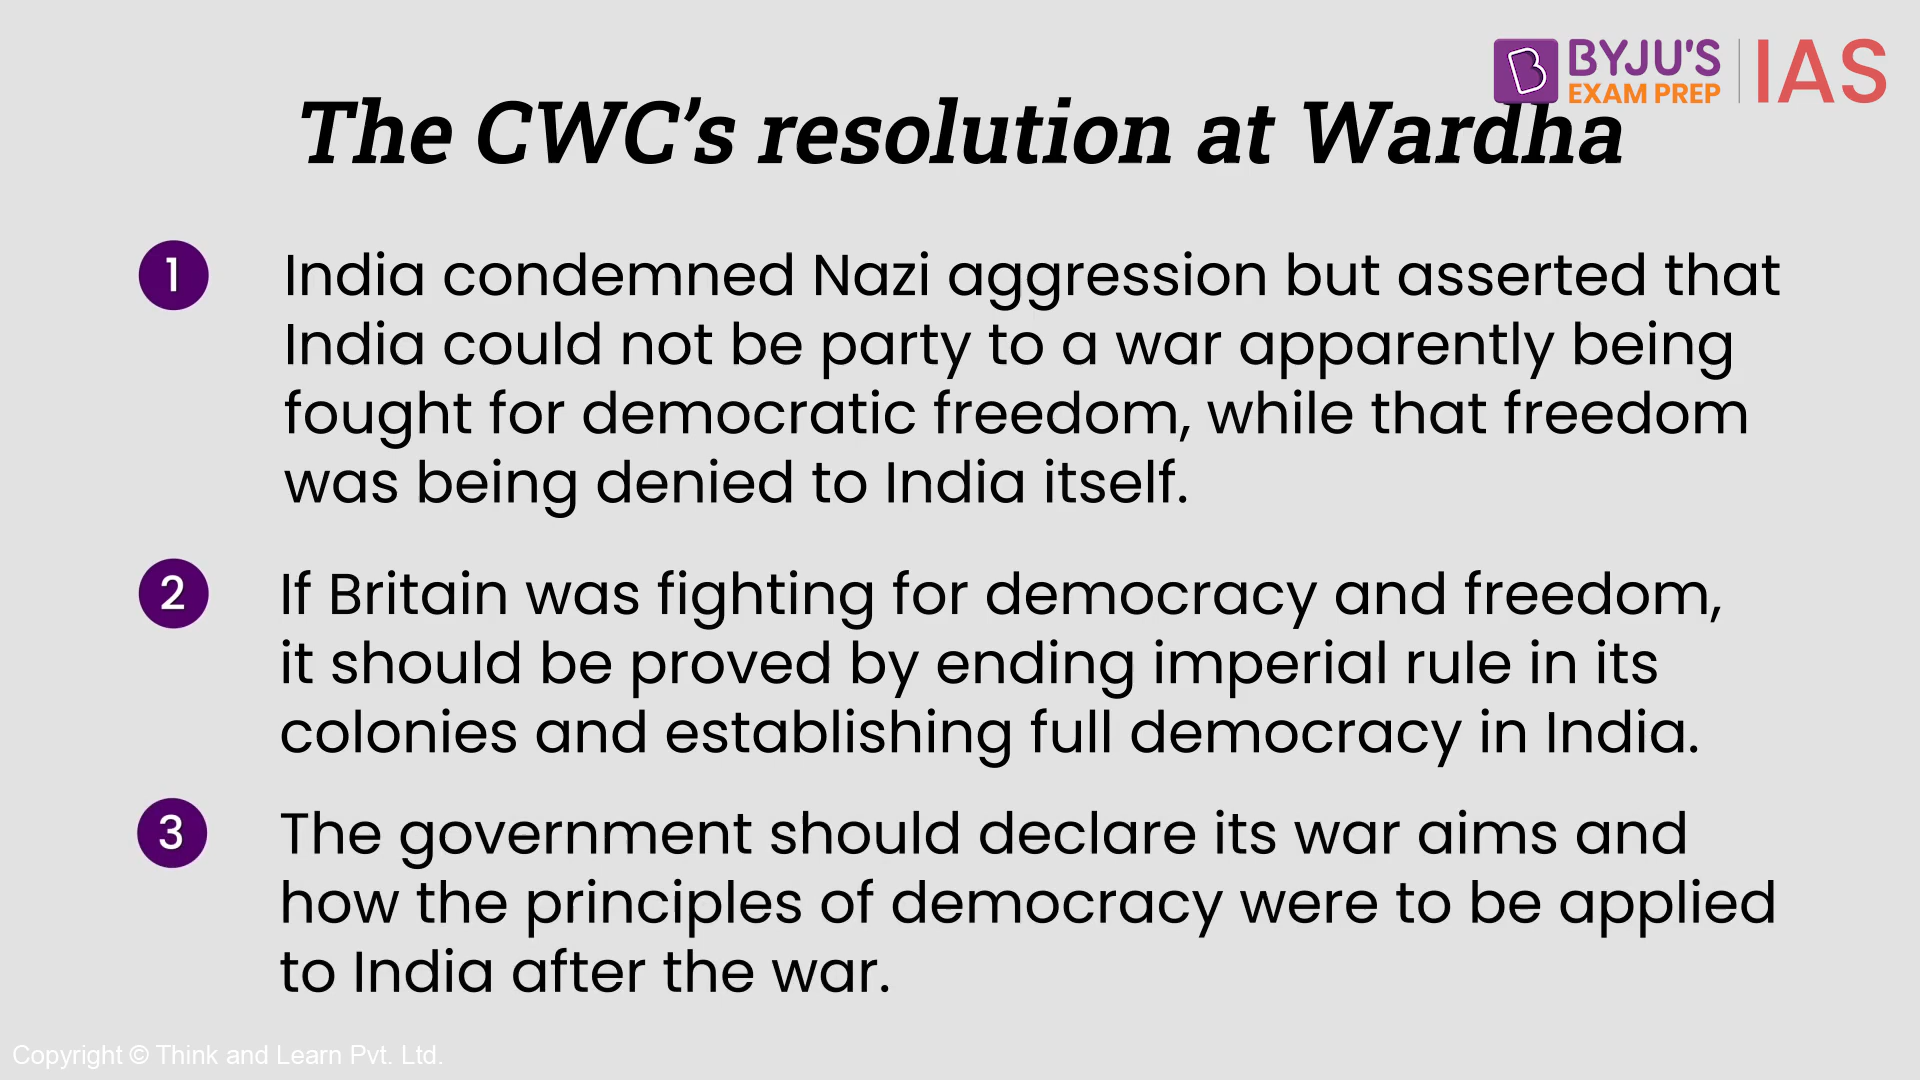 BYJU'S
EXAM PREP
IAS
The CWC’s resolution at Wardha
1
India condemned Nazi aggression but asserted that
India could not be party to a war apparently being
fought for democratic freedom, while that freedom
was being denied to India itself.
2
If Britain was fighting for democracy and freedom,
it should be proved by ending imperial rule in its
colonies and establishing full democracy in India.
3
The government should declare its war aims and
how the principles of democracy were to be applied
to India after the war.
Copyright © Think and Learn Pvt. Ltd.